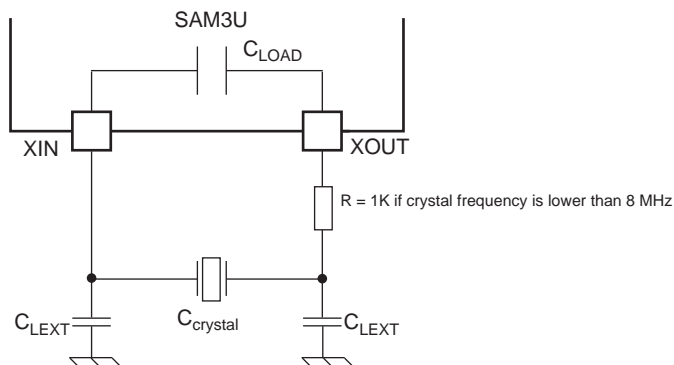 SAM3U
CLOAD
XIN
XOUT
R = 1K if crystal frequency is lower than 8 MHz
CLEXT
Ccrystal
CLEXT